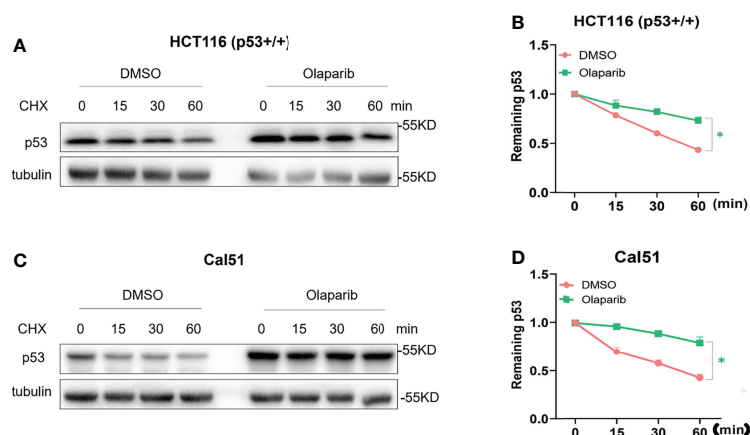 A
HCT116 (p53+/+)
DMSO Olaparib
CHX 0 15 30 60 0 15 30 60 min
p53 -55KD
tubulin -55KD
B
HCT116 (p53+/+)
1.5
DMSO
Olaparib
1.0
Remaining p53
0.5
*
0.0
0 15 30 60 (min)
C
Cal51
DMSO Olaparib
CHX 0 15 30 60 0 15 30 60 min
p53 -55KD
tubulin -55KD
D
Cal51
1.5
DMSO
Olaparib
1.0
Remaining p53
0.5
*
0.0
0 15 30 60 (min)